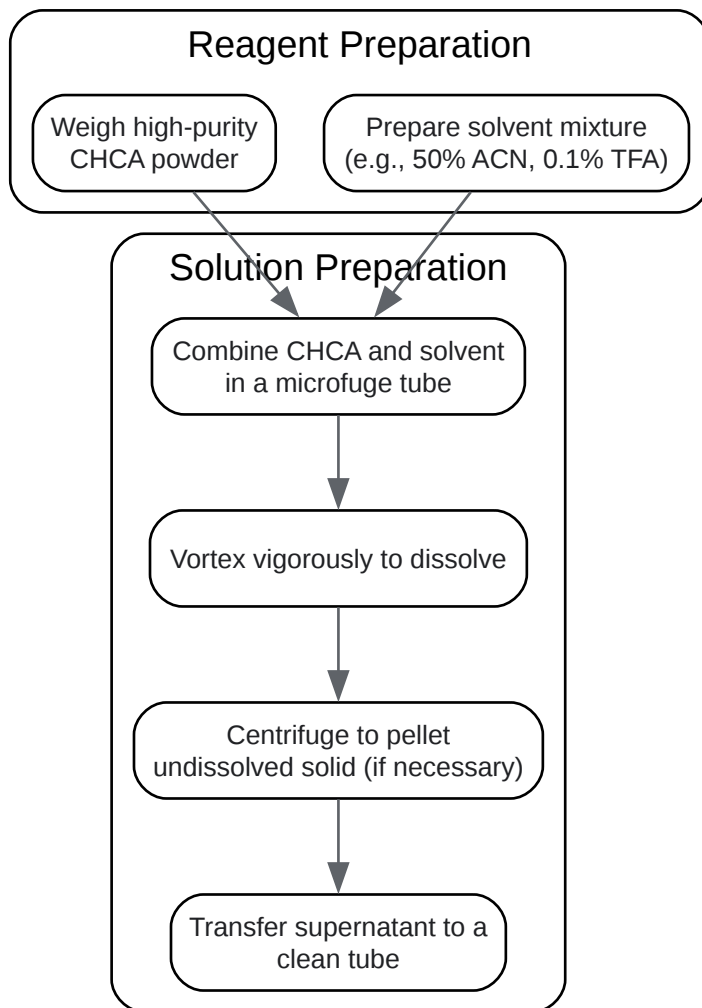 Reagent Preparation
Weigh high-purity
CHCA powder
Prepare solvent mixture
(e.g., 50% ACN, 0.1% TFA)
Solution Preparation
Combine CHCA and solvent
in a microfuge tube
Vortex vigorously to dissolve
Centrifuge to pellet
undissolved solid (if necessary)
Transfer supernatant to a
clean tube